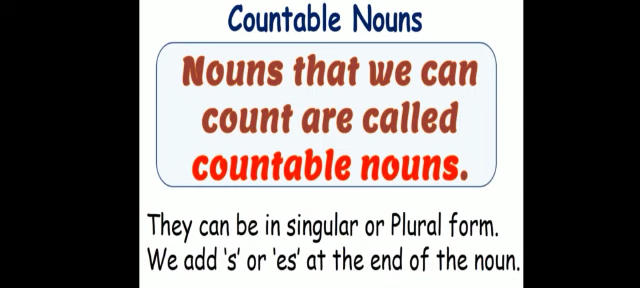 Countable Nouns
Nouns that we can
count are called
countable nouns.
They can be in singular or Plural form.
We add 's' or 'es' at the end of the noun.